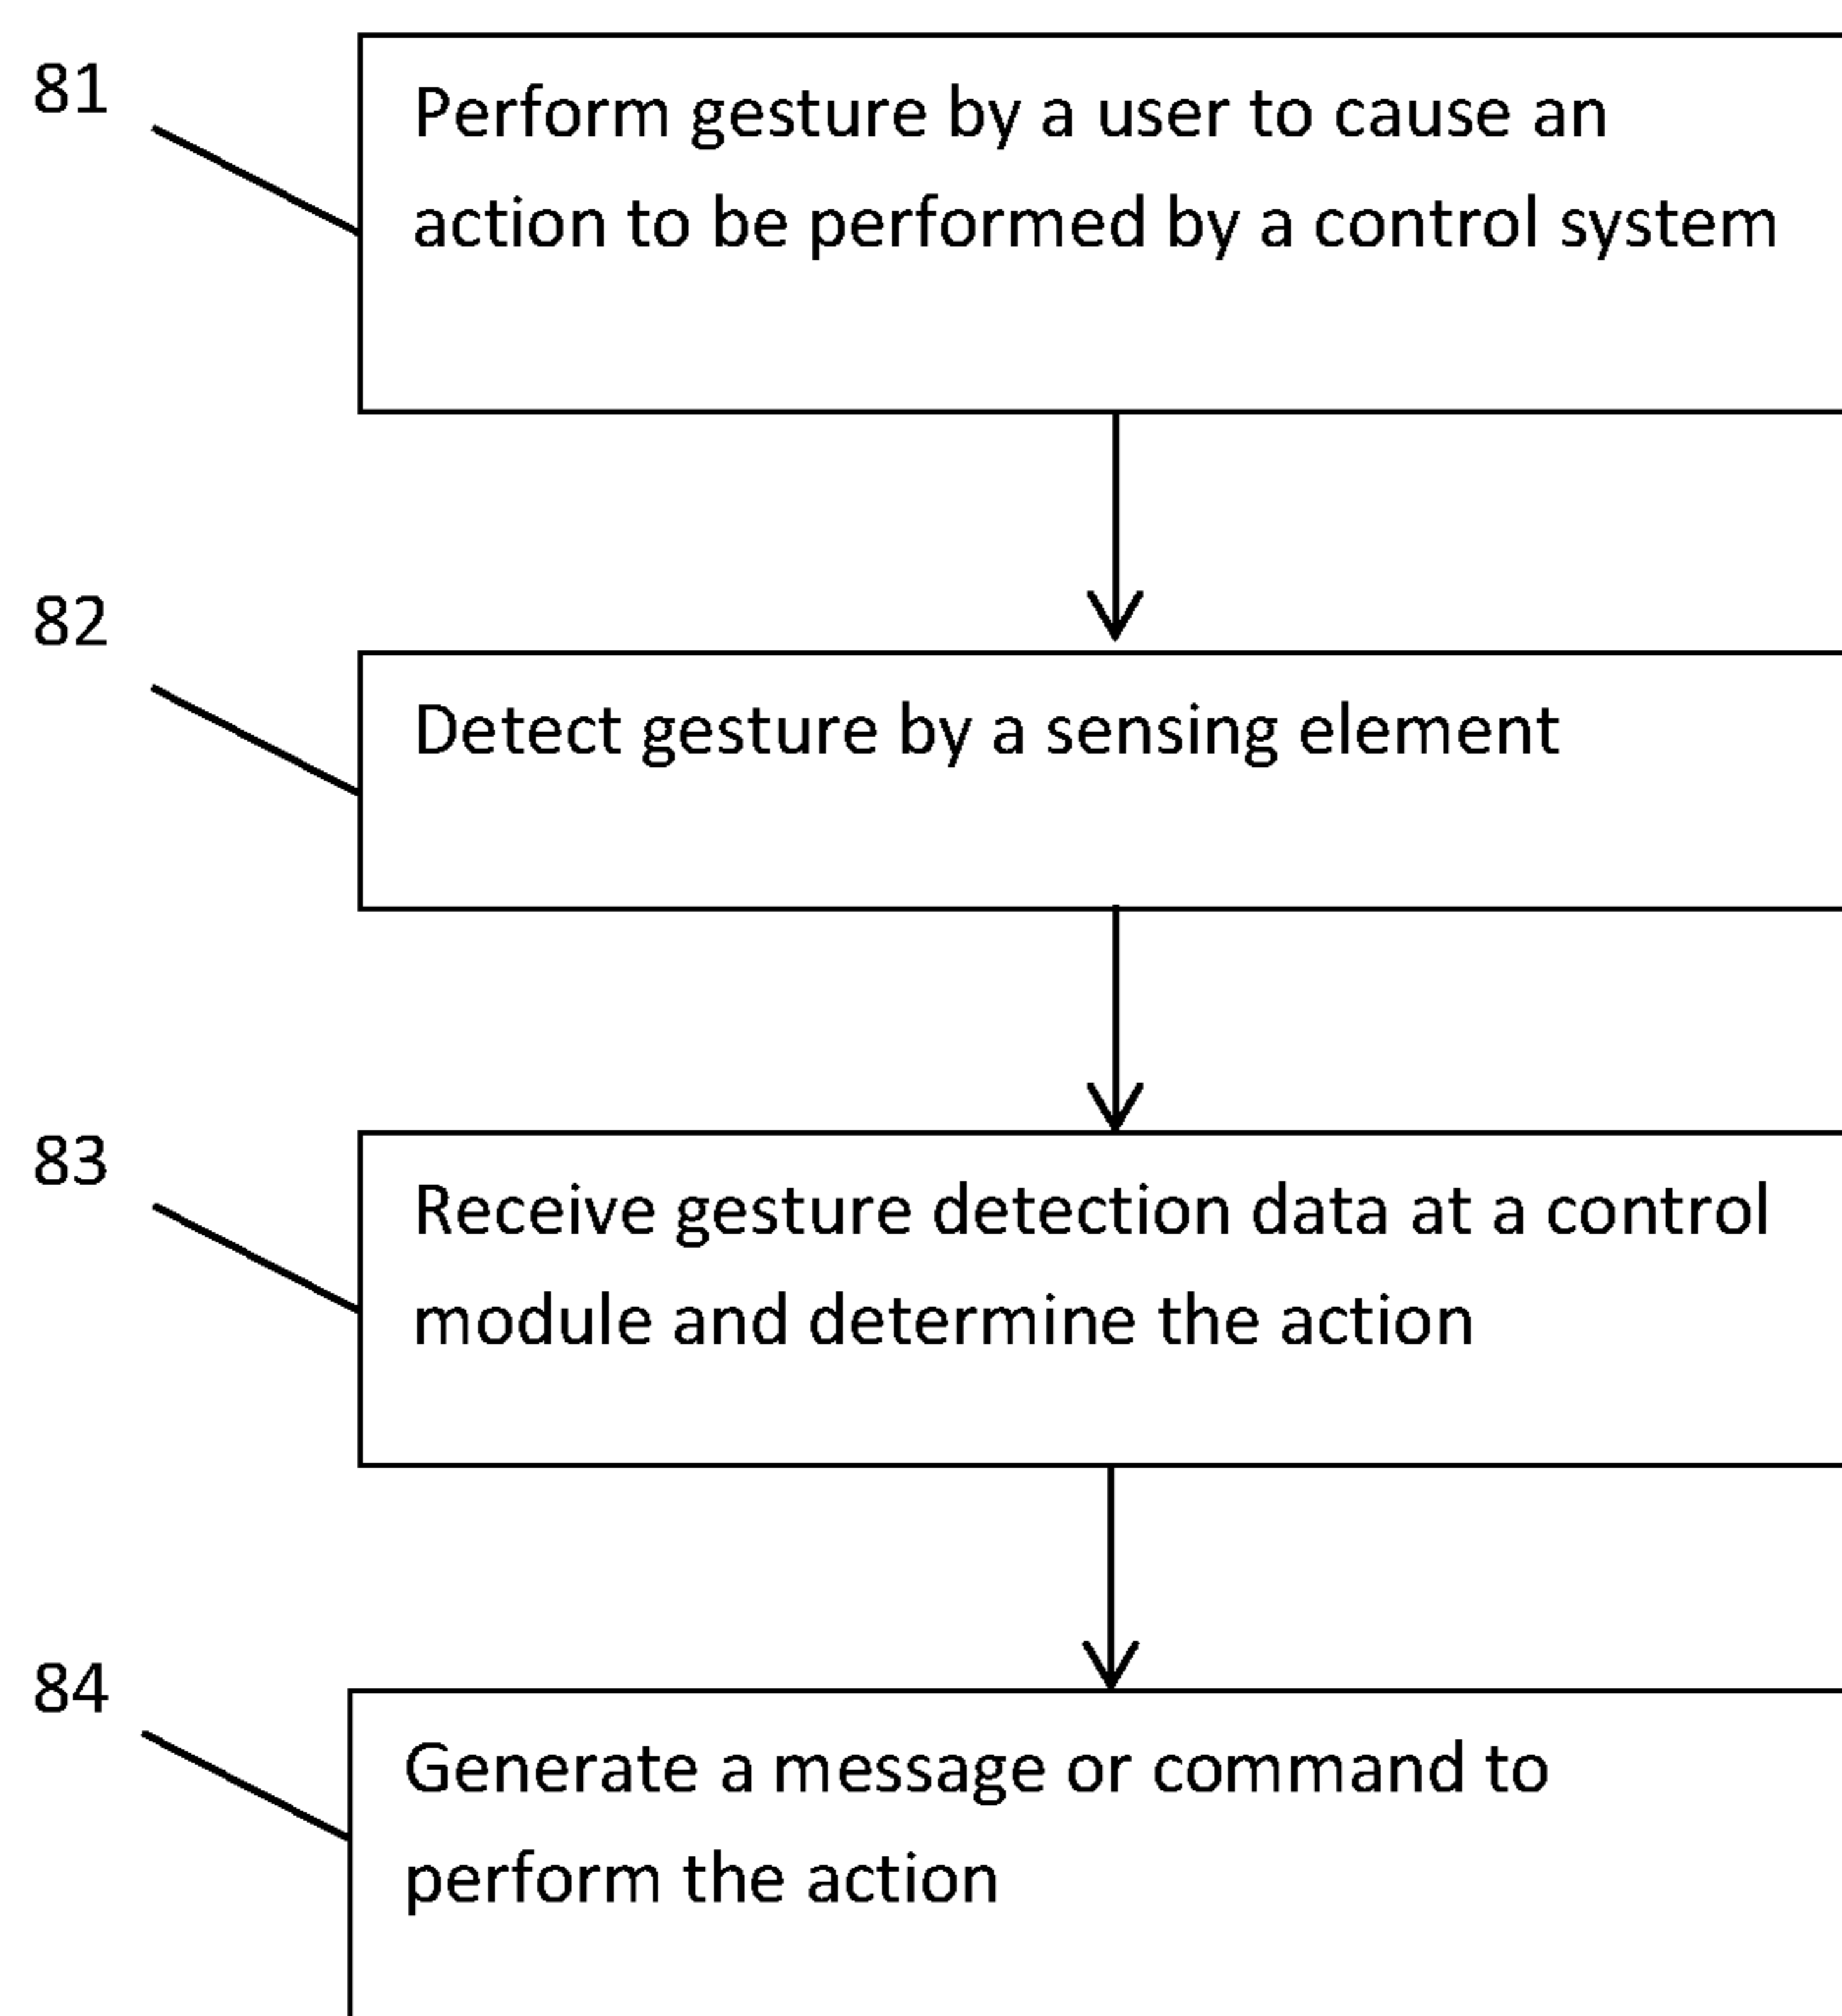 81
Perform gesture by a user to cause an
action to be performed by a control system
82
Detect gesture by a sensing element
83
Receive gesture detection data at a control
module and determine the action
84
Generate a message or command to
perform the action